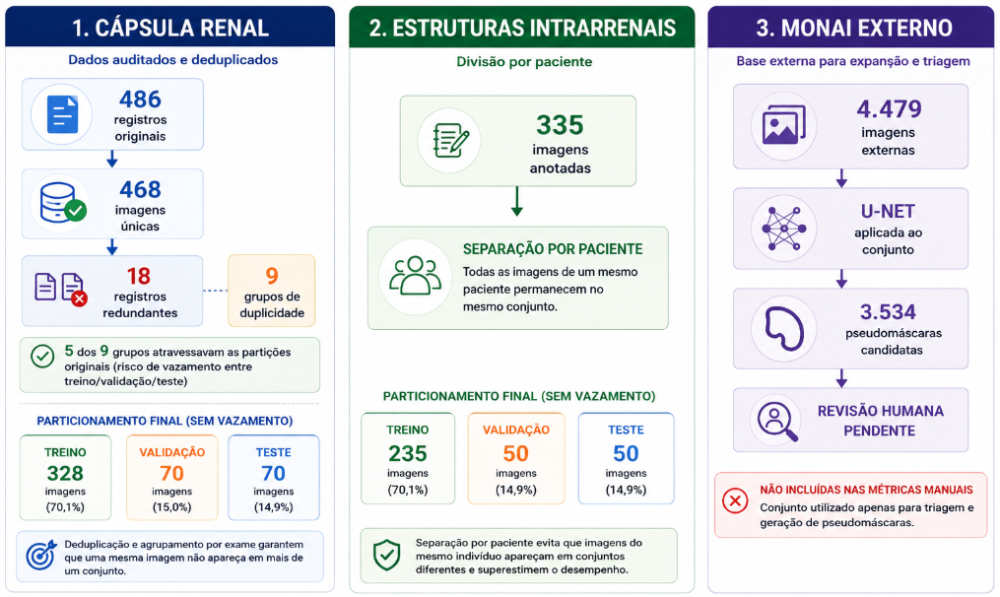 1. CÁPSULA RENAL
Dados auditados e deduplicados
486
registros
originais
468
imagens
únicas
18
registros
redundantes
9
grupos de
duplicidade
5 dos 9 grupos atravessavam as partições
originais (risco de vazamento entre
treino/validação/teste)
PARTICIONAMENTO FINAL (SEM VAZAMENTO)
TREINO
328
imagens
(70,1%)
VALIDAÇÃO
70
imagens
(15,0%)
TESTE
70
imagens
(14,9%)
Deduplicação e agrupamento por exame garantem
que uma mesma imagem não apareça em mais de
um conjunto.
2. ESTRUTURAS INTRARRENAIS
Divisão por paciente
335
imagens
anotadas
SEPARAÇÃO POR PACIENTE
Todas as imagens de um mesmo
paciente permanecem no
mesmo conjunto.
PARTICIONAMENTO FINAL (SEM VAZAMENTO)
TREINO
235
imagens
(70,1%)
VALIDAÇÃO
50
imagens
(14,9%)
TESTE
50
imagens
(14,9%)
Separação por paciente evita que imagens do
mesmo indivíduo apareçam em conjuntos
diferentes e superestimem o desempenho.
3. MONAI EXTERNO
Base externa para expansão e triagem
4.479
imagens
externas
U-NET
aplicada ao
conjunto
3.534
pseudomáscaras
candidatas
REVISÃO HUMANA
PENDENTE
NÃO INCLUÍDAS NAS MÉTRICAS MANUAIS
Conjunto utilizado apenas para triagem e
geração de pseudomáscaras.